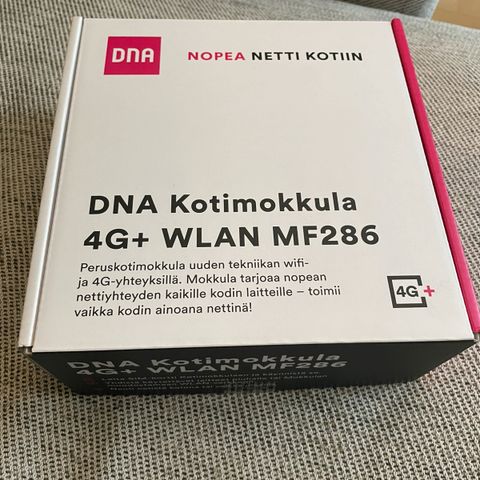 DNA
NOPEA NETTI KOTIIN
DNA Kotimokkula
4G+ WLAN MF286
Peruskotimokkula uuden tekniikan wifi-
ja 4G-yhteyksillä. Mokkula tarjoaa nopean
nettiyhteyden kaikille kodin laitteille – toimii
vaikka kodin ainoana nettinä!
4G+
DNA Kotimokkula
4G+ WLAN MF286